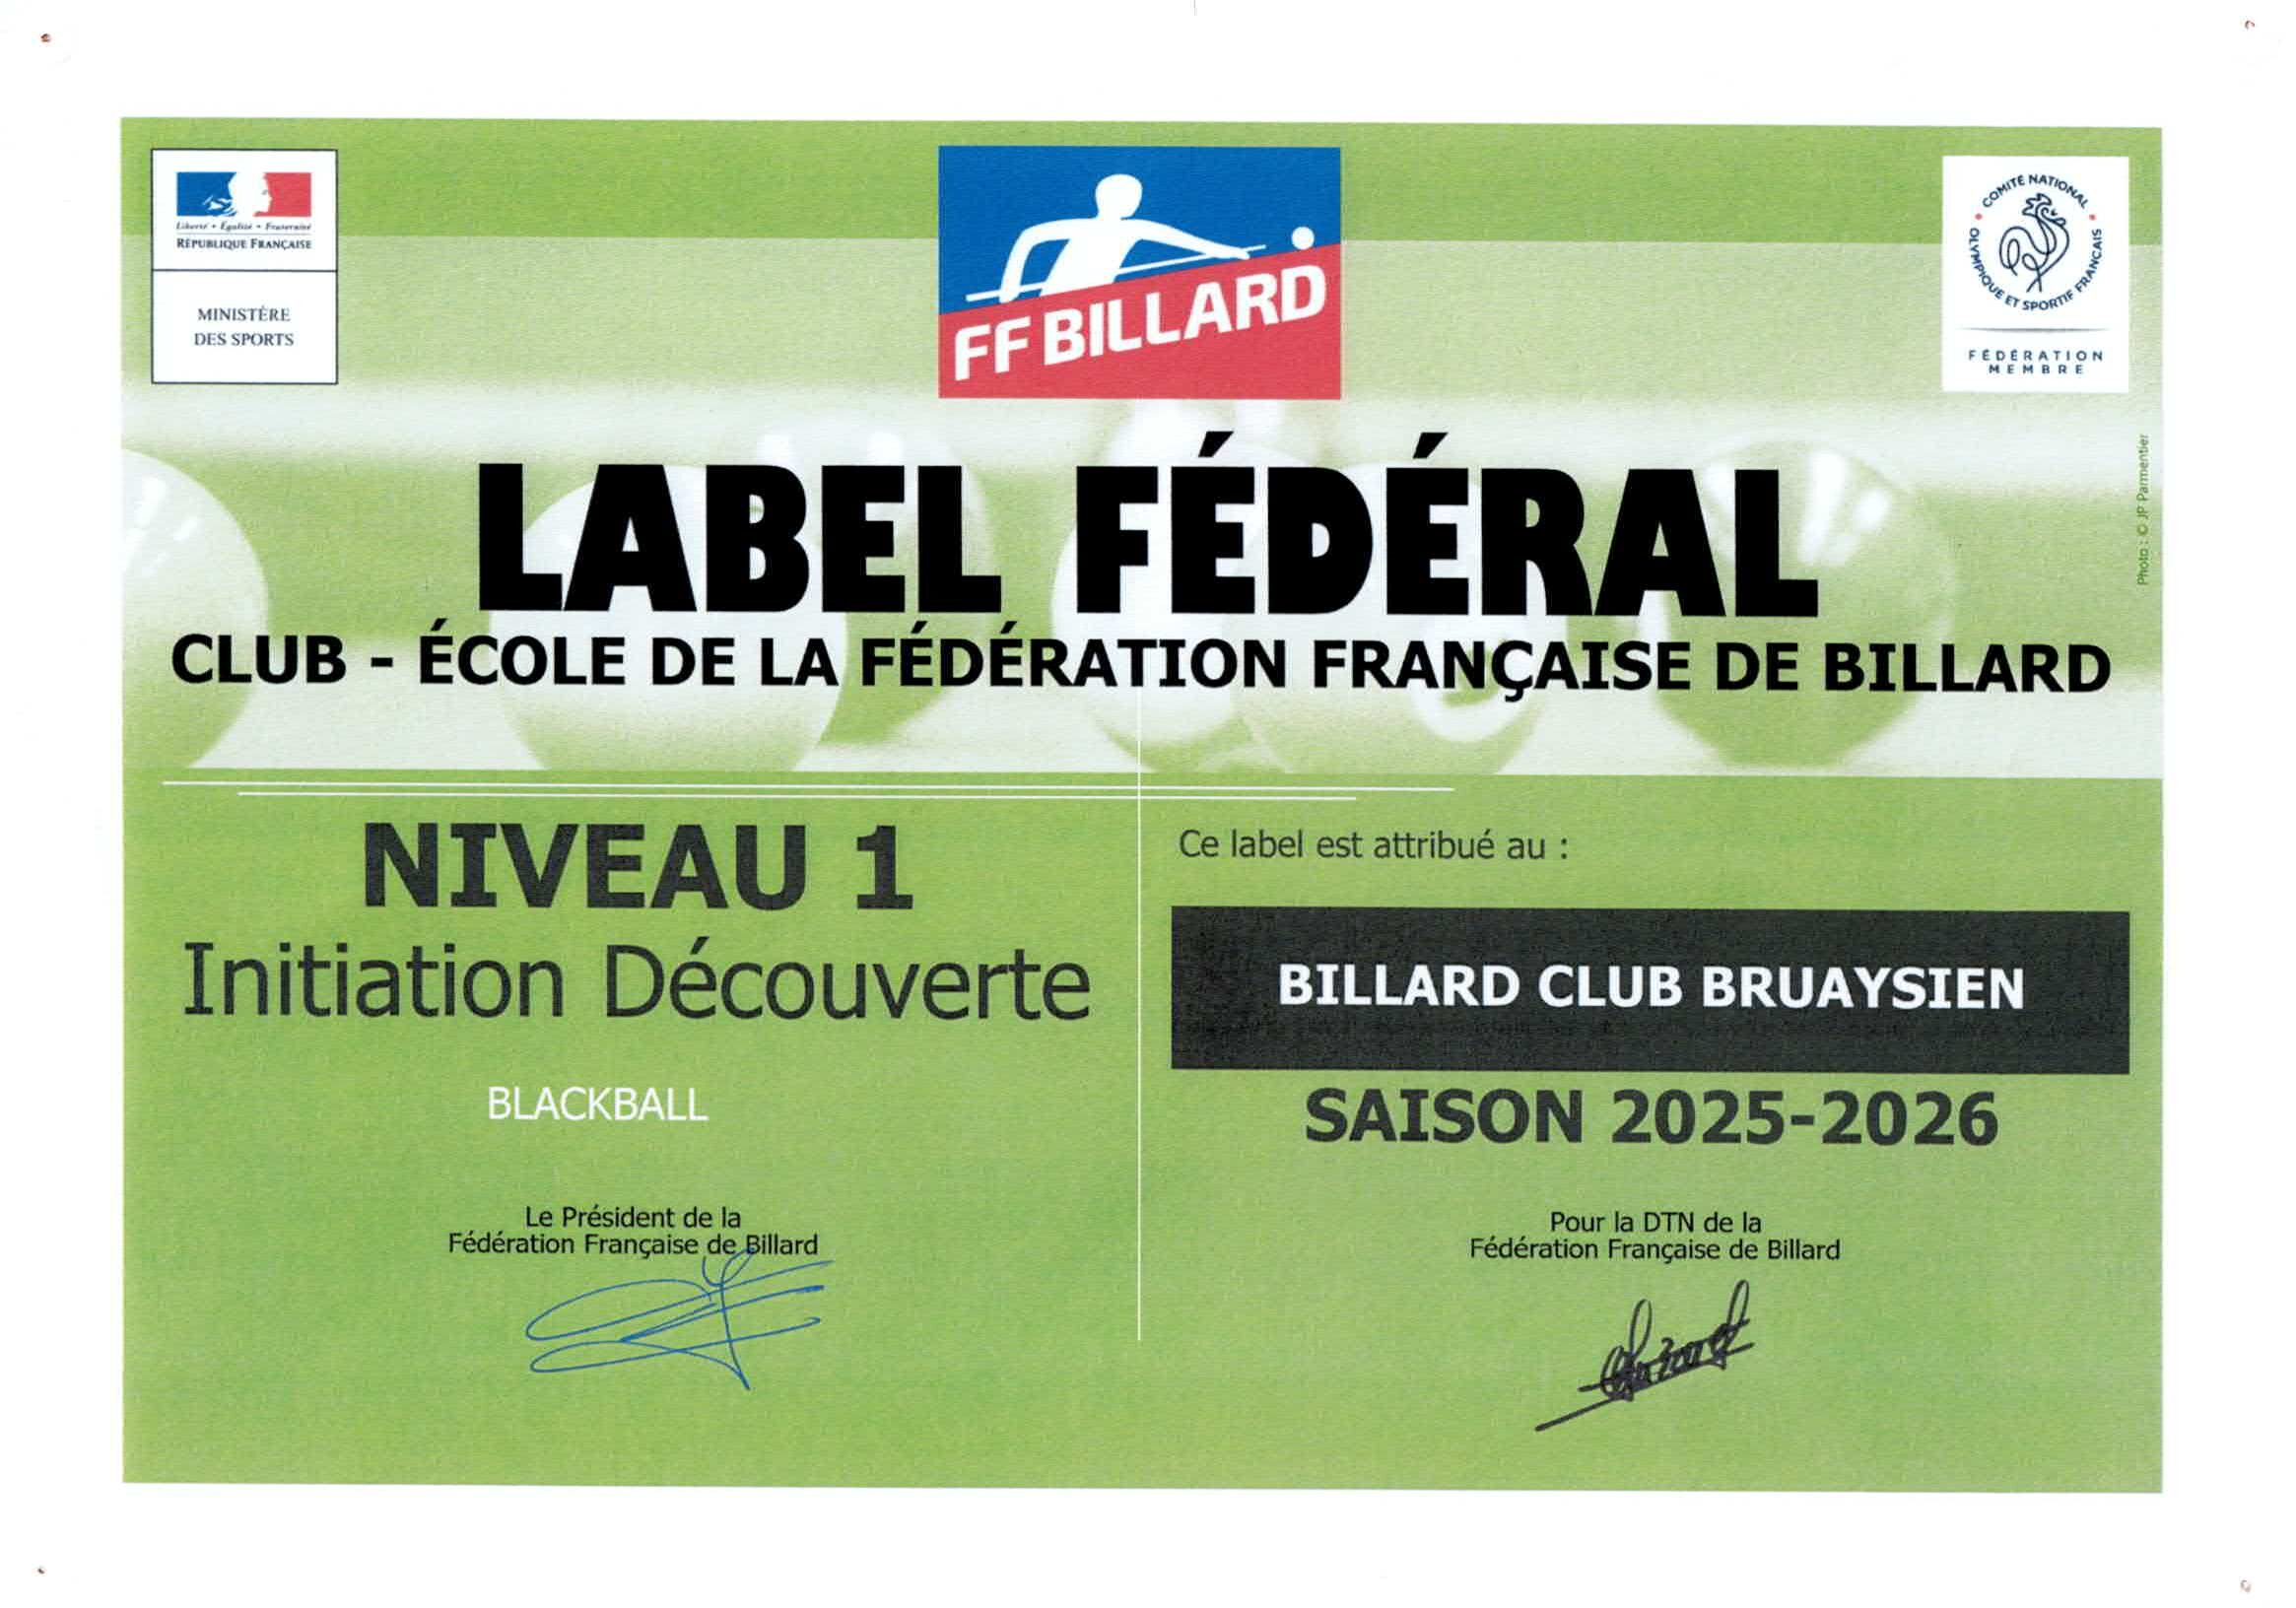 Liberté • Égalité • Fraternité
RÉPUBLIQUE FRANÇAISE
MINISTÈRE
DES SPORTS
FF BILLARD
COMITÉ NATIONAL
OLYMPIQUE ET SPORTIF FRANÇAIS
FÉDÉRATION
MEMBRE
Photo : © JP Parmentier
LABEL FÉDÉRAL
CLUB - ÉCOLE DE LA FÉDÉRATION FRANÇAISE DE BILLARD
NIVEAU 1
Initiation Découverte
BLACKBALL
Le Président de la
Fédération Française de Billard
Ce label est attribué au :
BILLARD CLUB BRUAYSIEN
SAISON 2025-2026
Pour la DTN de la
Fédération Française de Billard